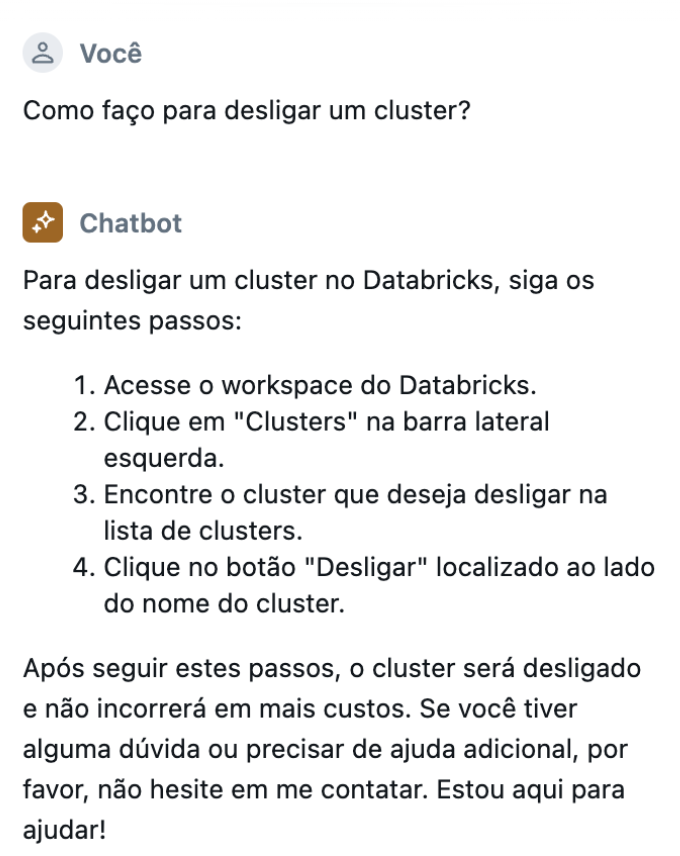 Você
Como faço para desligar um cluster?
Chatbot
Para desligar um cluster no Databricks, siga os
seguintes passos:
1. Acesse o workspace do Databricks.
2. Clique em "Clusters" na barra lateral
esquerda.
3. Encontre o cluster que deseja desligar na
lista de clusters.
4. Clique no botão "Desligar" localizado ao lado
do nome do cluster.
Após seguir estes passos, o cluster será desligado
e não incorrerá em mais custos. Se você tiver
alguma dúvida ou precisar de ajuda adicional, por
favor, não hesite em me contatar. Estou aqui para
ajudar!